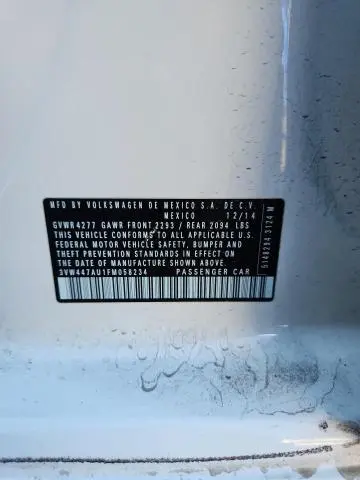 MFD BY VOLKSWAGEN DE MEXICO S.A. DE C.V.
MEXICO 12/14
GVWR 4277 GAWR FRONT 2293 / REAR 2094 LBS
THIS VEHICLE CONFORMS TO ALL APPLICABLE U.S.
FEDERAL MOTOR VEHICLE SAFETY, BUMPER AND
THEFT PREVENTION STANDARDS
IN EFFECT ON THE DATE OF MANUFACTURE SHOWN ABOVE.
3VW447AU1FM058234 PASSENGER CAR
5148294 3124 M